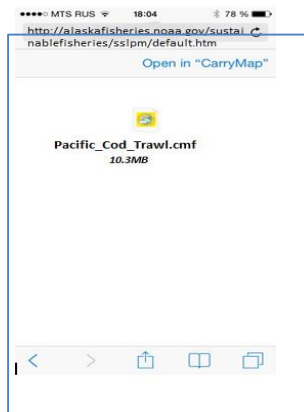 MTS RUS 18:04 78 %
http://alaskafisheries.noaa.gov/sustai
nablefisheries/sslpm/default.htm
Open in "CarryMap"
Pacific_Cod_Trawl.cmf
10.3MB